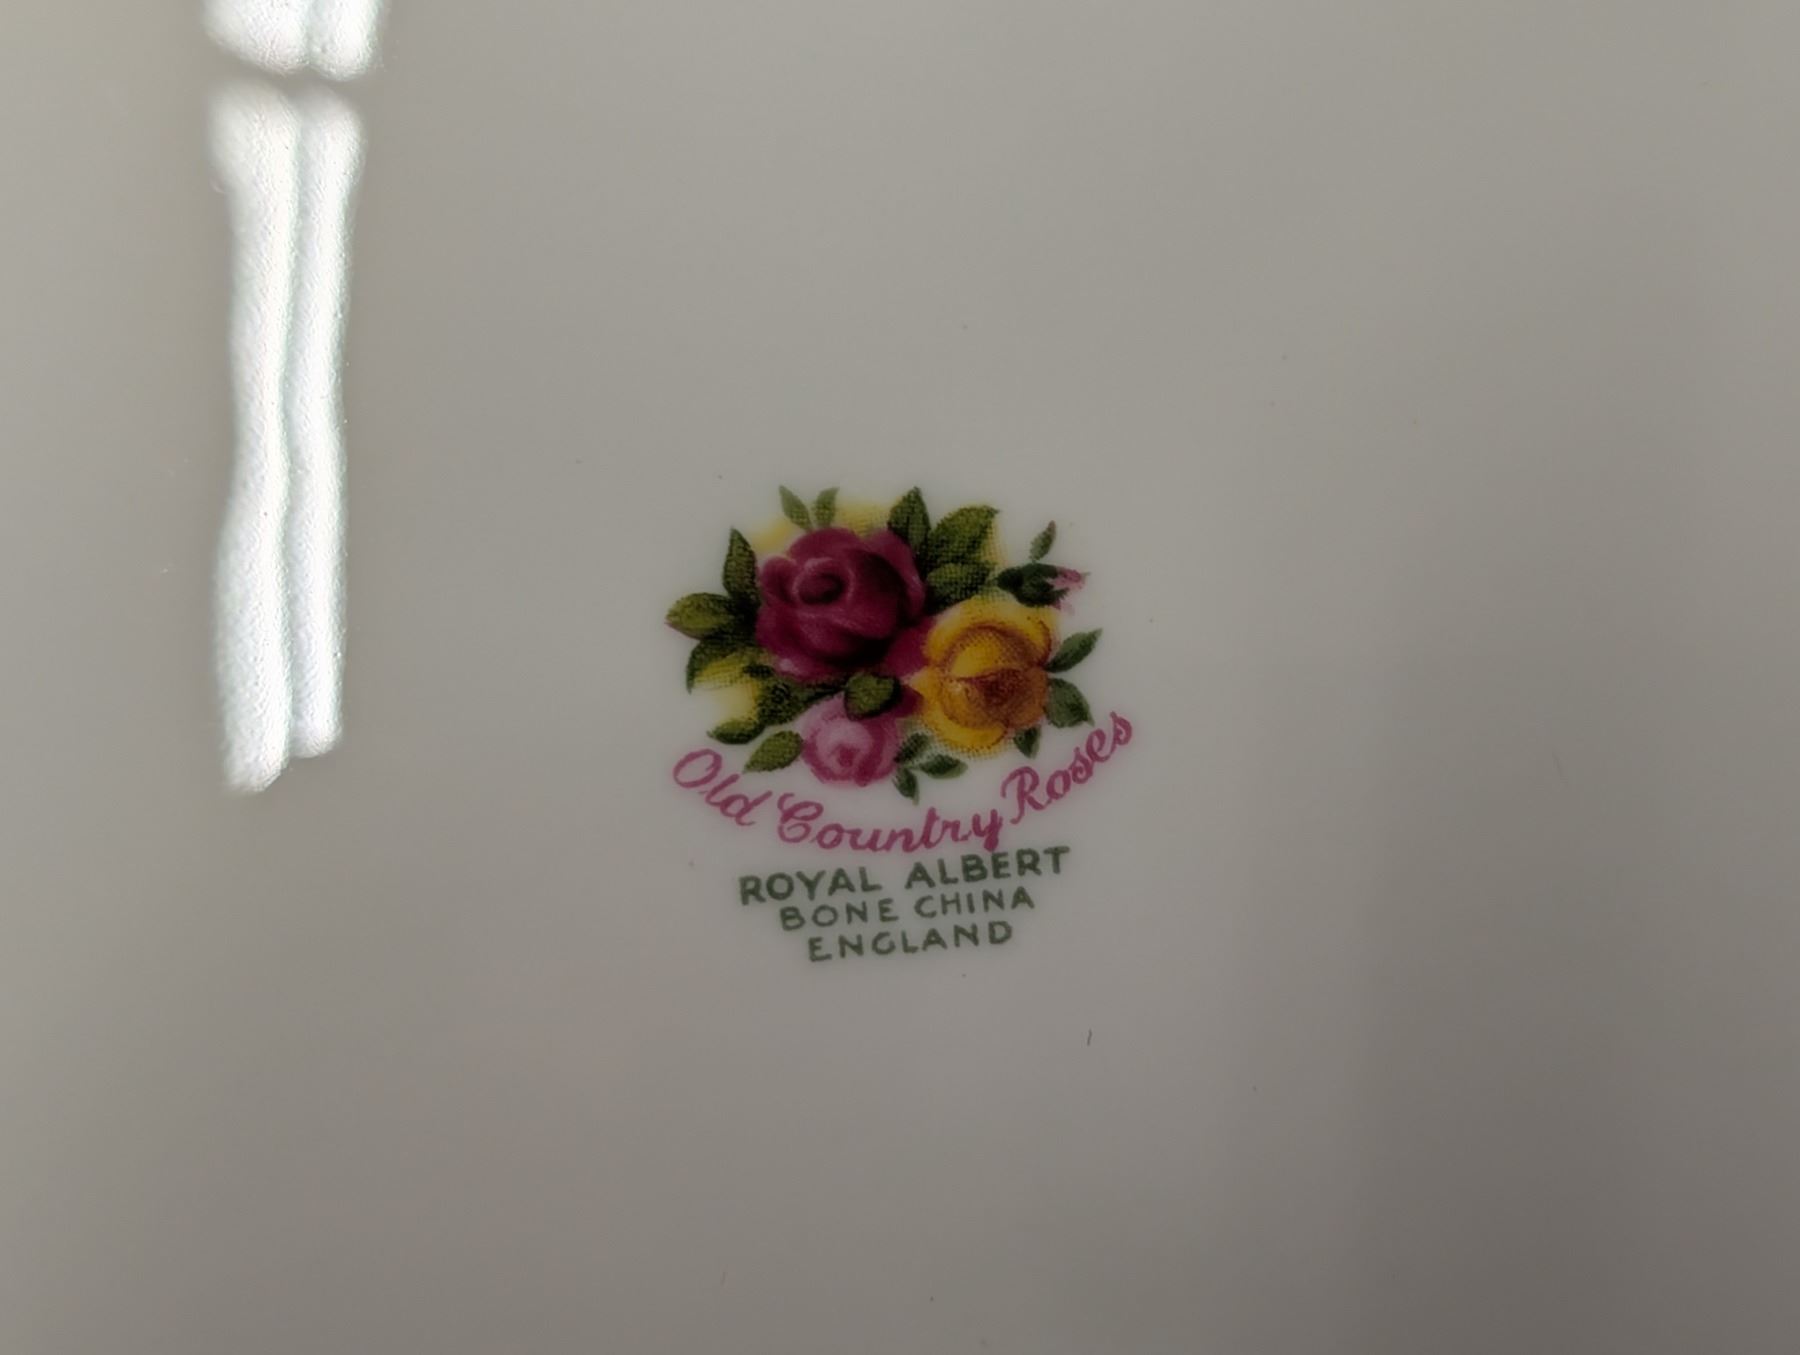 Old Country Roses
ROYAL ALBERT
BONE CHINA
ENGLAND